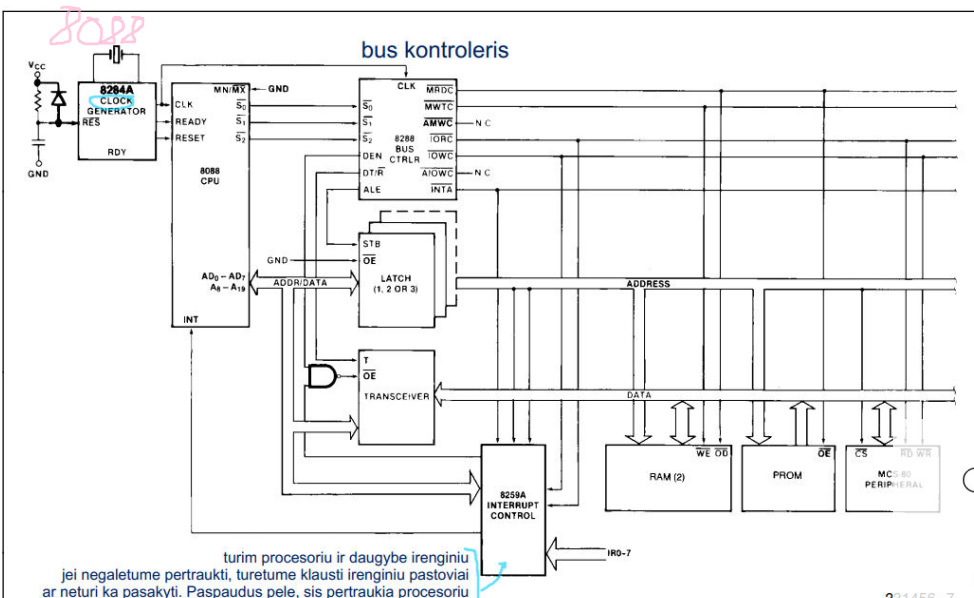 8088
bus kontroleris
VCC
8284A
CLOCK
GENERATOR
RES
RDY
GND
CLK
READY
RESET
MN/MX
GND
S0
S1
S2
8088
CPU
AD0 – AD7
A8 – A19
INT
CLK
S0
S1
S2
DEN
DT/R
ALE
8288
BUS
CTRLR
MRDC
MWTC
AMWC
N C
IORC
IOWC
AIOWC
N C
INTA
STB
GND
OE
LATCH
(1, 2 OR 3)
ADDR/DATA
ADDRESS
T
OE
TRANSCEIVER
DATA
8259A
INTERRUPT
CONTROL
IR0-7
WE OD
RAM (2)
OE
PROM
CS
RD WR
MCS-80
PERIPHERAL
turim procesoriu ir daugybe irenginiu
jei negaletume pertraukti, turetume klausti irenginiu pastoviai
ar neturi ka pasakyti. Paspaudus pele, sis pertraukia procesoriu